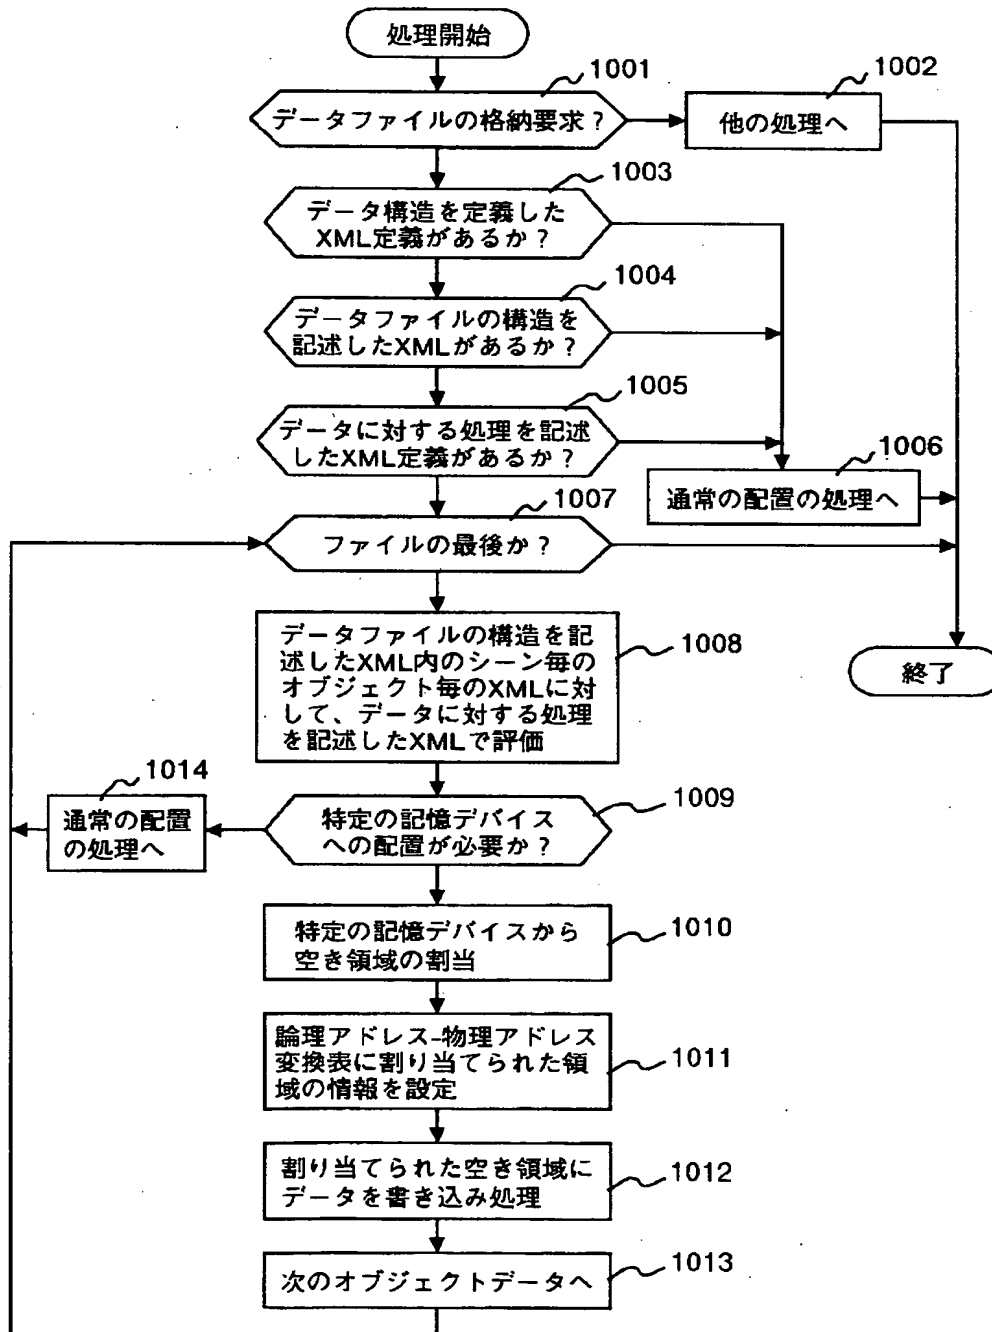 処理開始
1001
データファイルの格納要求？
1002
他の処理へ
1003
データ構造を定義した
XML定義があるか？
1004
データファイルの構造を
記述したXMLがあるか？
1005
データに対する処理を記述
したXML定義があるか？
1006
通常の配置の処理へ
1007
ファイルの最後か？
1008
データファイルの構造を記
述したXML内のシーン毎の
オブジェクト毎のXMLに対
して、データに対する処理
を記述したXMLで評価
終了
1014
通常の配置
の処理へ
1009
特定の記憶デバイス
への配置が必要か？
1010
特定の記憶デバイスから
空き領域の割当
1011
論理アドレス-物理アドレス
変換表に割り当てられた領
域の情報を設定
1012
割り当てられた空き領域に
データを書き込み処理
1013
次のオブジェクトデータへ